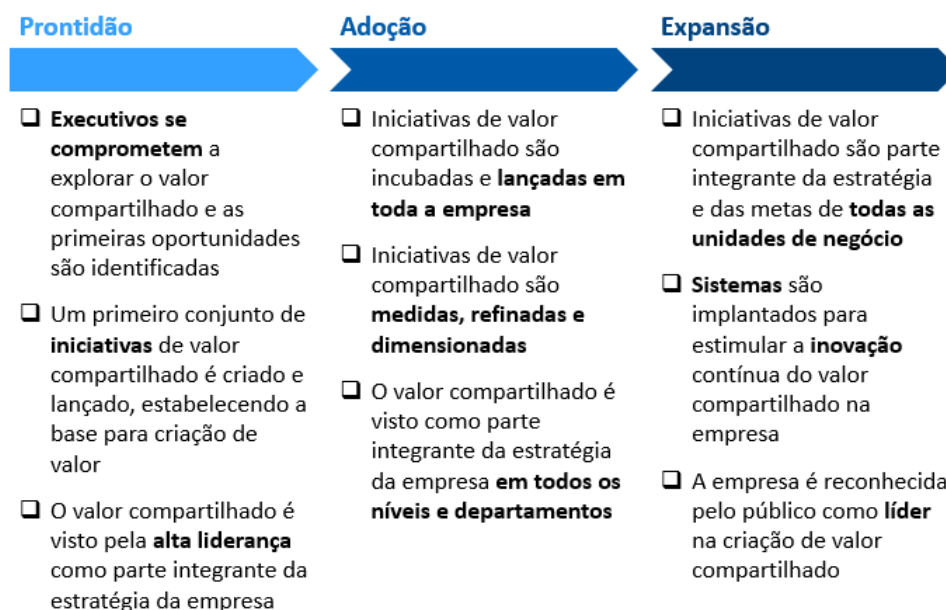 Prontidão
Executivos se
comprometem a
explorar o valor
compartilhado e as
primeiras oportunidades
são identificadas
Um primeiro conjunto de
iniciativas de valor
compartilhado é criado e
lançado, estabelecendo a
base para criação de
valor
O valor compartilhado é
visto pela alta liderança
como parte integrante da
estratégia da empresa
Adoção
Iniciativas de valor
compartilhado são
incubadas e lançadas em
toda a empresa
Iniciativas de valor
compartilhado são
medidas, refinadas e
dimensionadas
O valor compartilhado é
visto como parte
integrante da estratégia
da empresa em todos os
níveis e departamentos
Expansão
Iniciativas de valor
compartilhado são parte
integrante da estratégia
e das metas de todas as
unidades de negócio
Sistemas são
implantados para
estimular a inovação
contínua do valor
compartilhado na
empresa
A empresa é reconhecida
pelo público como líder
na criação de valor
compartilhado